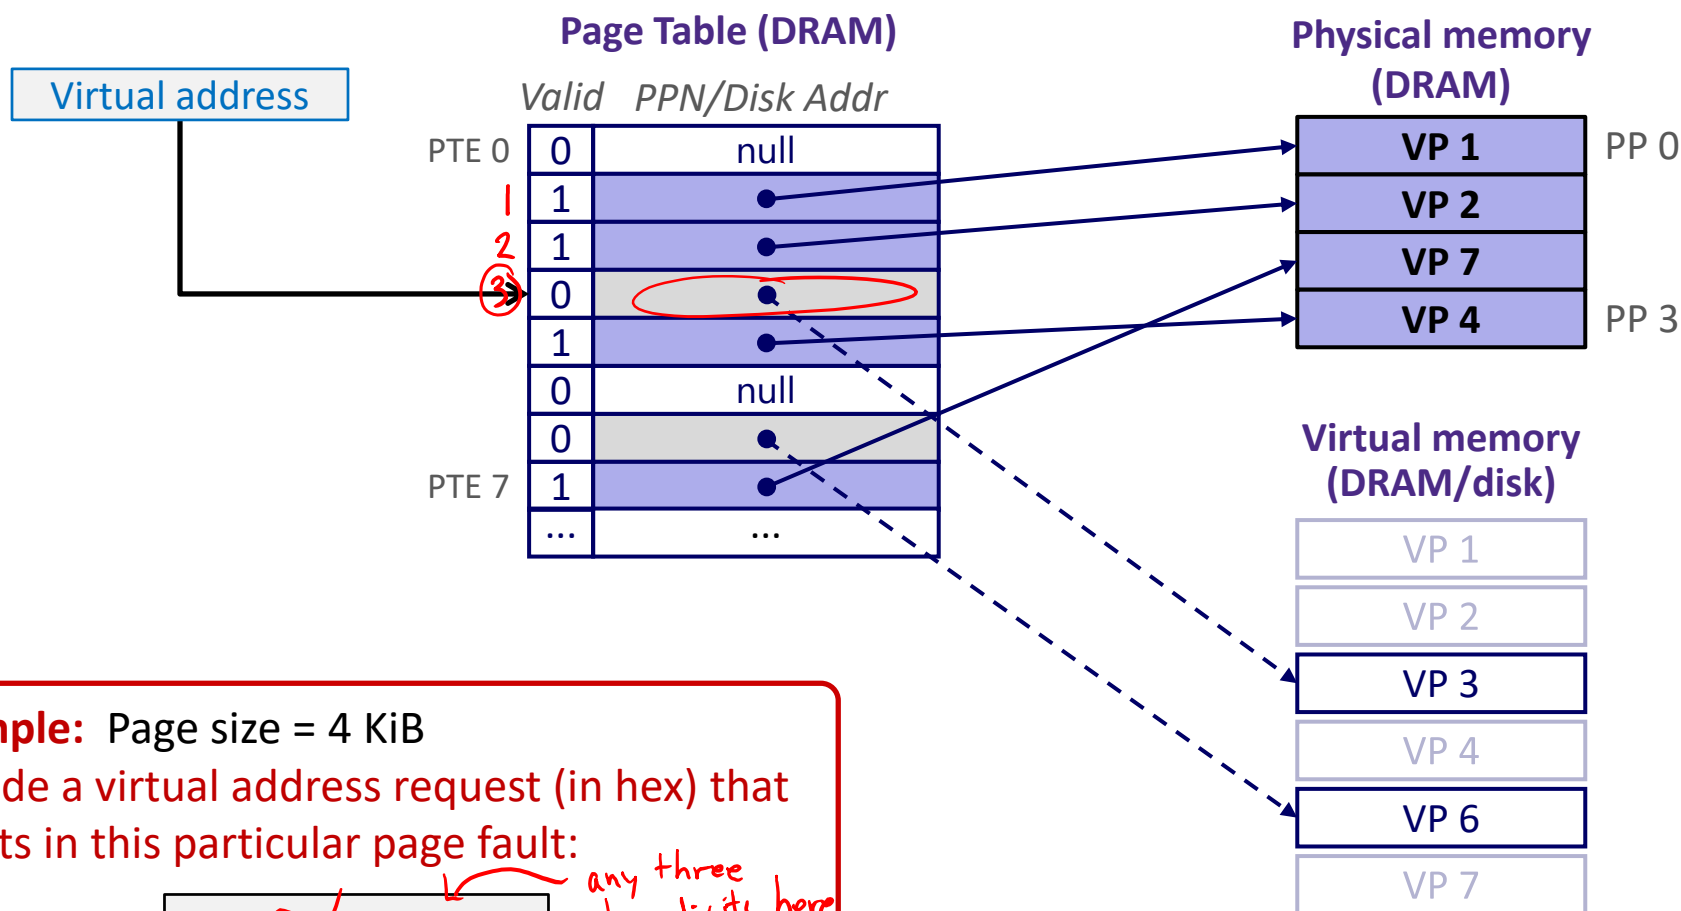 Page Table (DRAM)
Physical memory
(DRAM)
Virtual address
Valid PPN/Disk Addr
PTE 0 0 null
1 1
2 1
3 0
1
0 null
0
PTE 7 1
... ...
VP 1 PP 0
VP 2
VP 7
VP 4 PP 3
Virtual memory
(DRAM/disk)
VP 1
VP 2
VP 3
VP 4
VP 6
VP 7
mple: Page size = 4 KiB
de a virtual address request (in hex) that
ts in this particular page fault:
any three
digits here